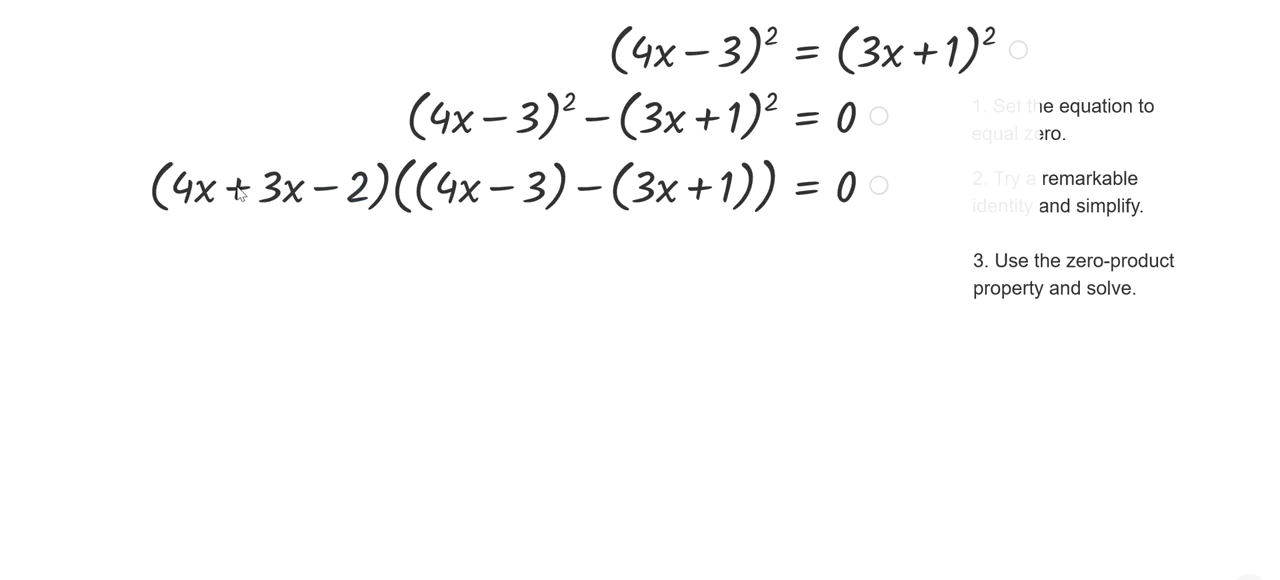 (4x − 3)² = (3x + 1)²
(4x − 3)² − (3x + 1)² = 0
(4x + 3x − 2)((4x − 3) − (3x + 1)) = 0
1. Set the equation to
equal zero.
2. Try a remarkable
identity and simplify.
3. Use the zero-product
property and solve.